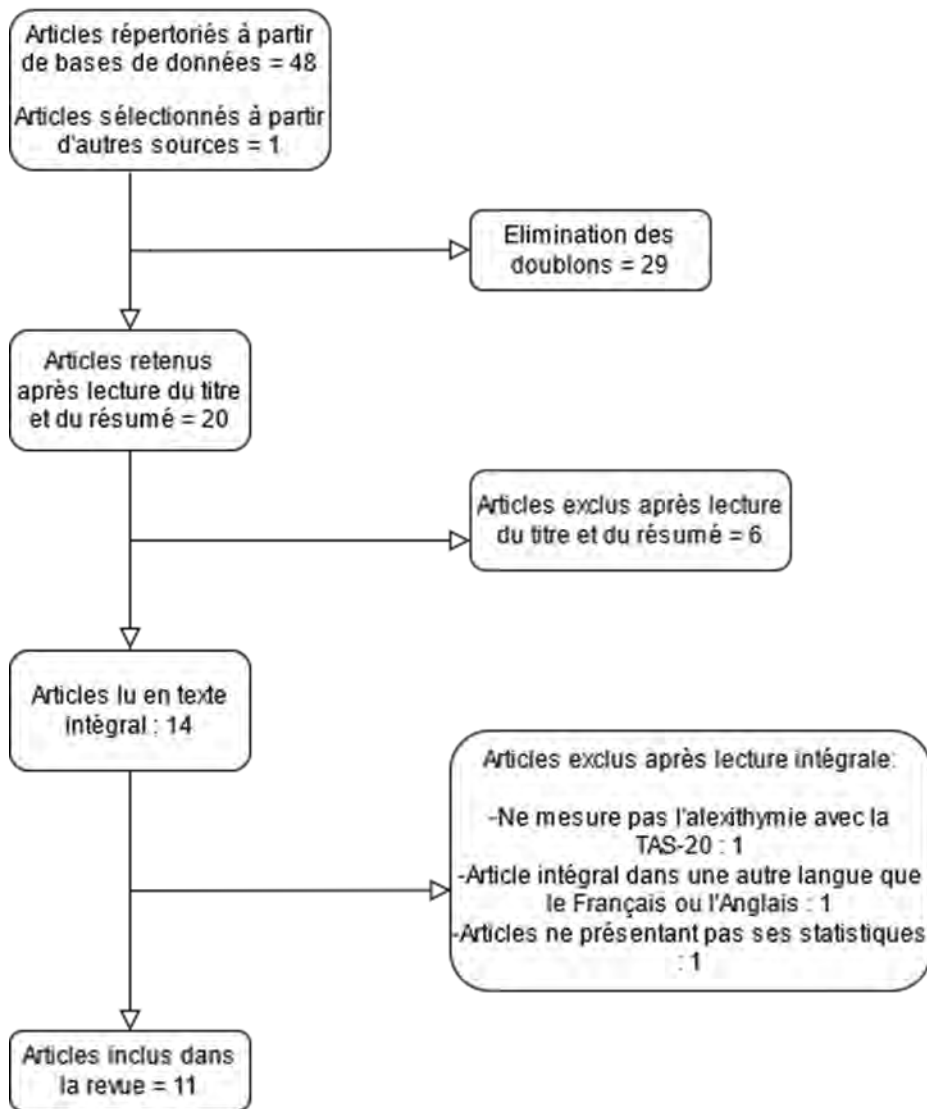 Articles répertoriés à partir
de bases de données = 48
Articles sélectionnés à partir
d'autres sources = 1
Elimination des
doublons = 29
Articles retenus
après lecture du titre
et du résumé = 20
Articles exclus après lecture
du titre et du résumé = 6
Articles lu en texte
intégral : 14
Articles exclus après lecture intégrale:
-Ne mesure pas l'alexithymie avec la
TAS-20 : 1
-Article intégral dans une autre langue que
le Français ou l'Anglais : 1
-Articles ne présentant pas ses statistiques
: 1
Articles inclus dans
la revue = 11